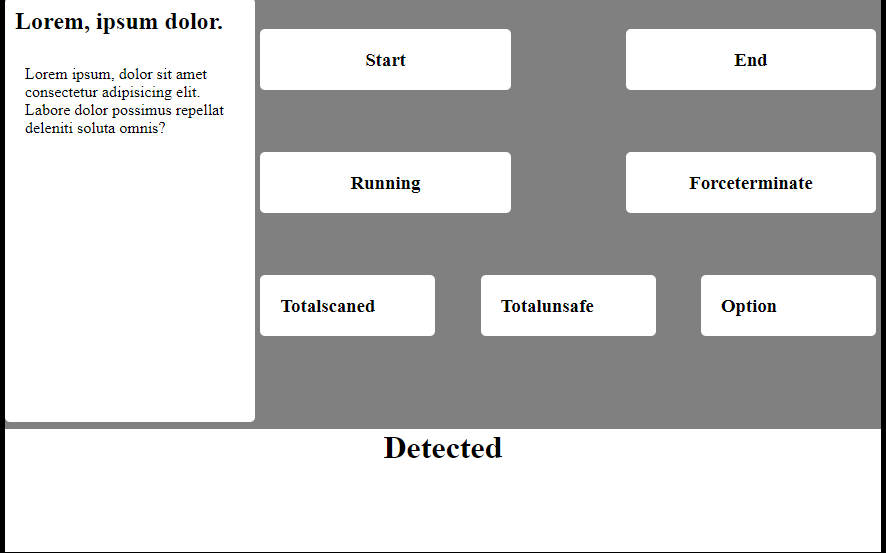 Lorem, ipsum dolor.
Lorem ipsum, dolor sit amet
consectetur adipisicing elit.
Labore dolor possimus repellat
deleniti soluta omnis?
Start
End
Running
Forceterminate
Totalscaned
Totalunsafe
Option
Detected